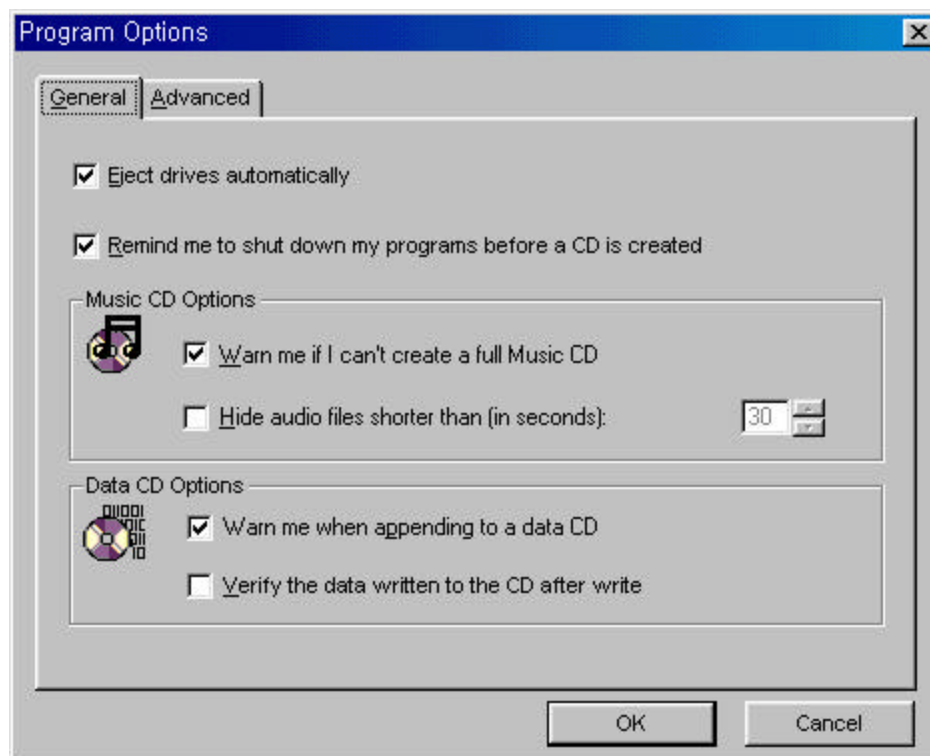 Program Options
General Advanced
Eject drives automatically
Remind me to shut down my programs before a CD is created
Music CD Options
Warn me if I can't create a full Music CD
Hide audio files shorter than (in seconds): 30
Data CD Options
Warn me when appending to a data CD
Verify the data written to the CD after write
OK Cancel